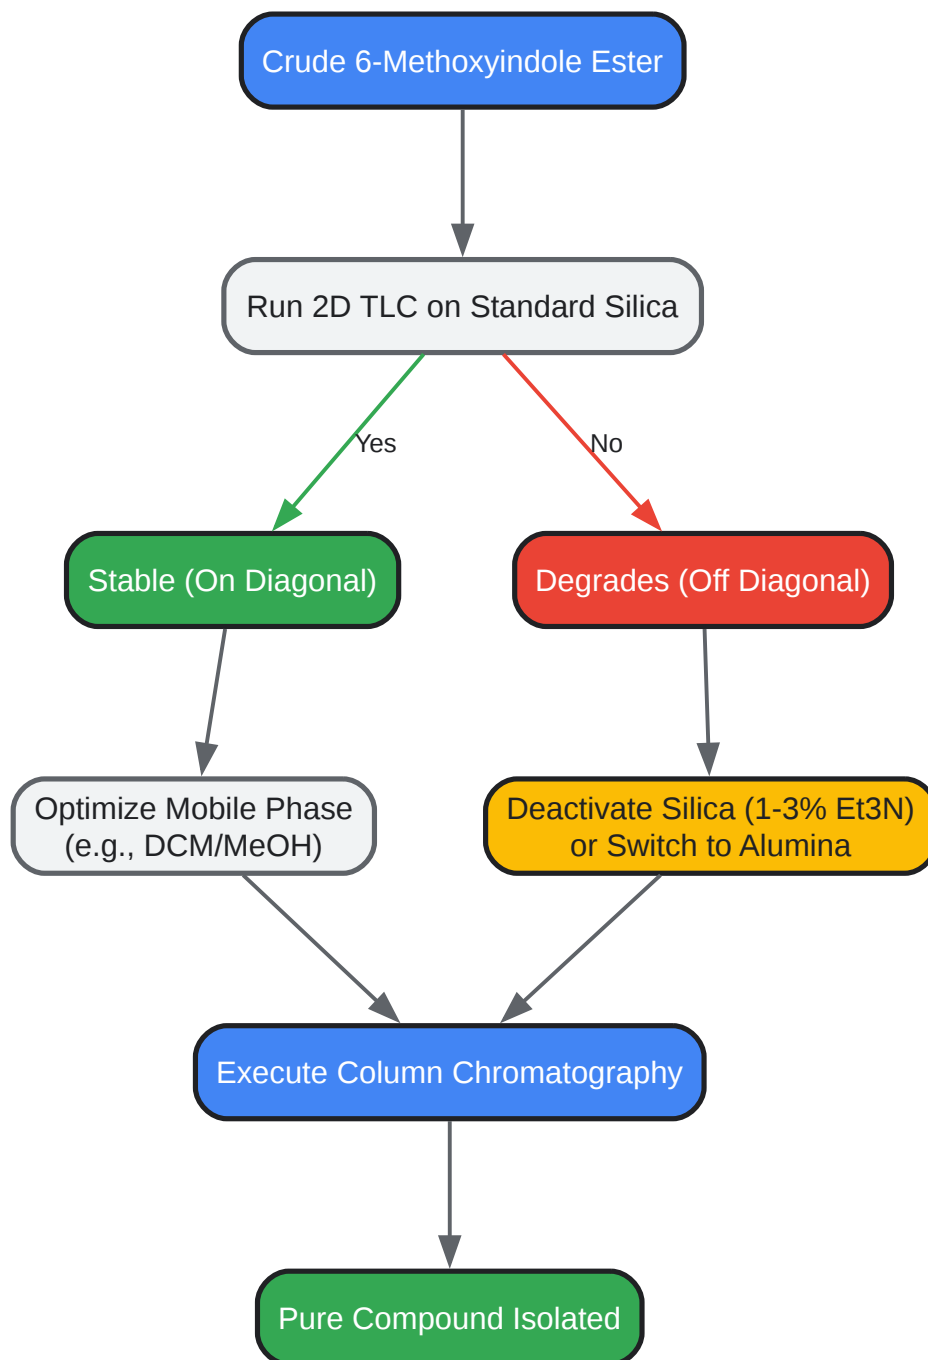 Crude 6-Methoxyindole Ester
Run 2D TLC on Standard Silica
Yes
No
Stable (On Diagonal)
Degrades (Off Diagonal)
Optimize Mobile Phase
(e.g., DCM/MeOH)
Deactivate Silica (1-3% Et3N)
or Switch to Alumina
Execute Column Chromatography
Pure Compound Isolated